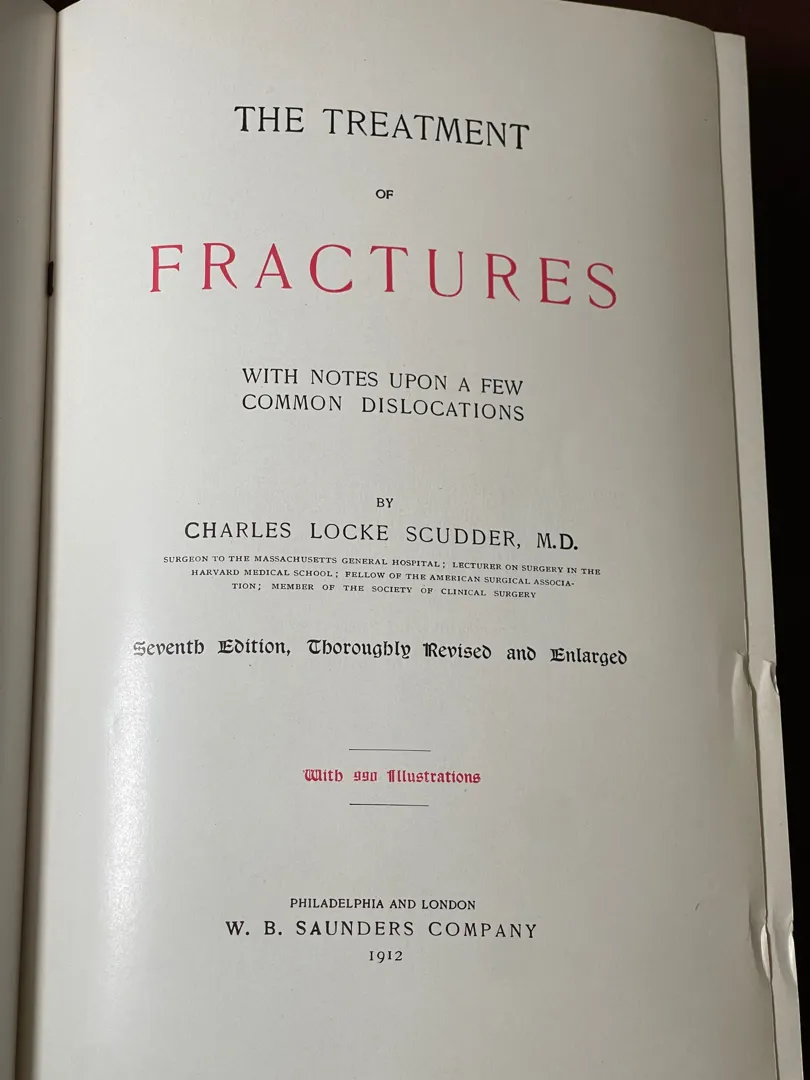 THE TREATMENT
OF
FRACTURES
WITH NOTES UPON A FEW
COMMON DISLOCATIONS
BY
CHARLES LOCKE SCUDDER, M.D.
SURGEON TO THE MASSACHUSETTS GENERAL HOSPITAL; LECTURER ON SURGERY IN THE
HARVARD MEDICAL SCHOOL; FELLOW OF THE AMERICAN SURGICAL ASSOCIA-
TION; MEMBER OF THE SOCIETY OF CLINICAL SURGERY
Seventh Edition, Thoroughly Revised and Enlarged
With 990 Illustrations
PHILADELPHIA AND LONDON
W. B. SAUNDERS COMPANY
1912